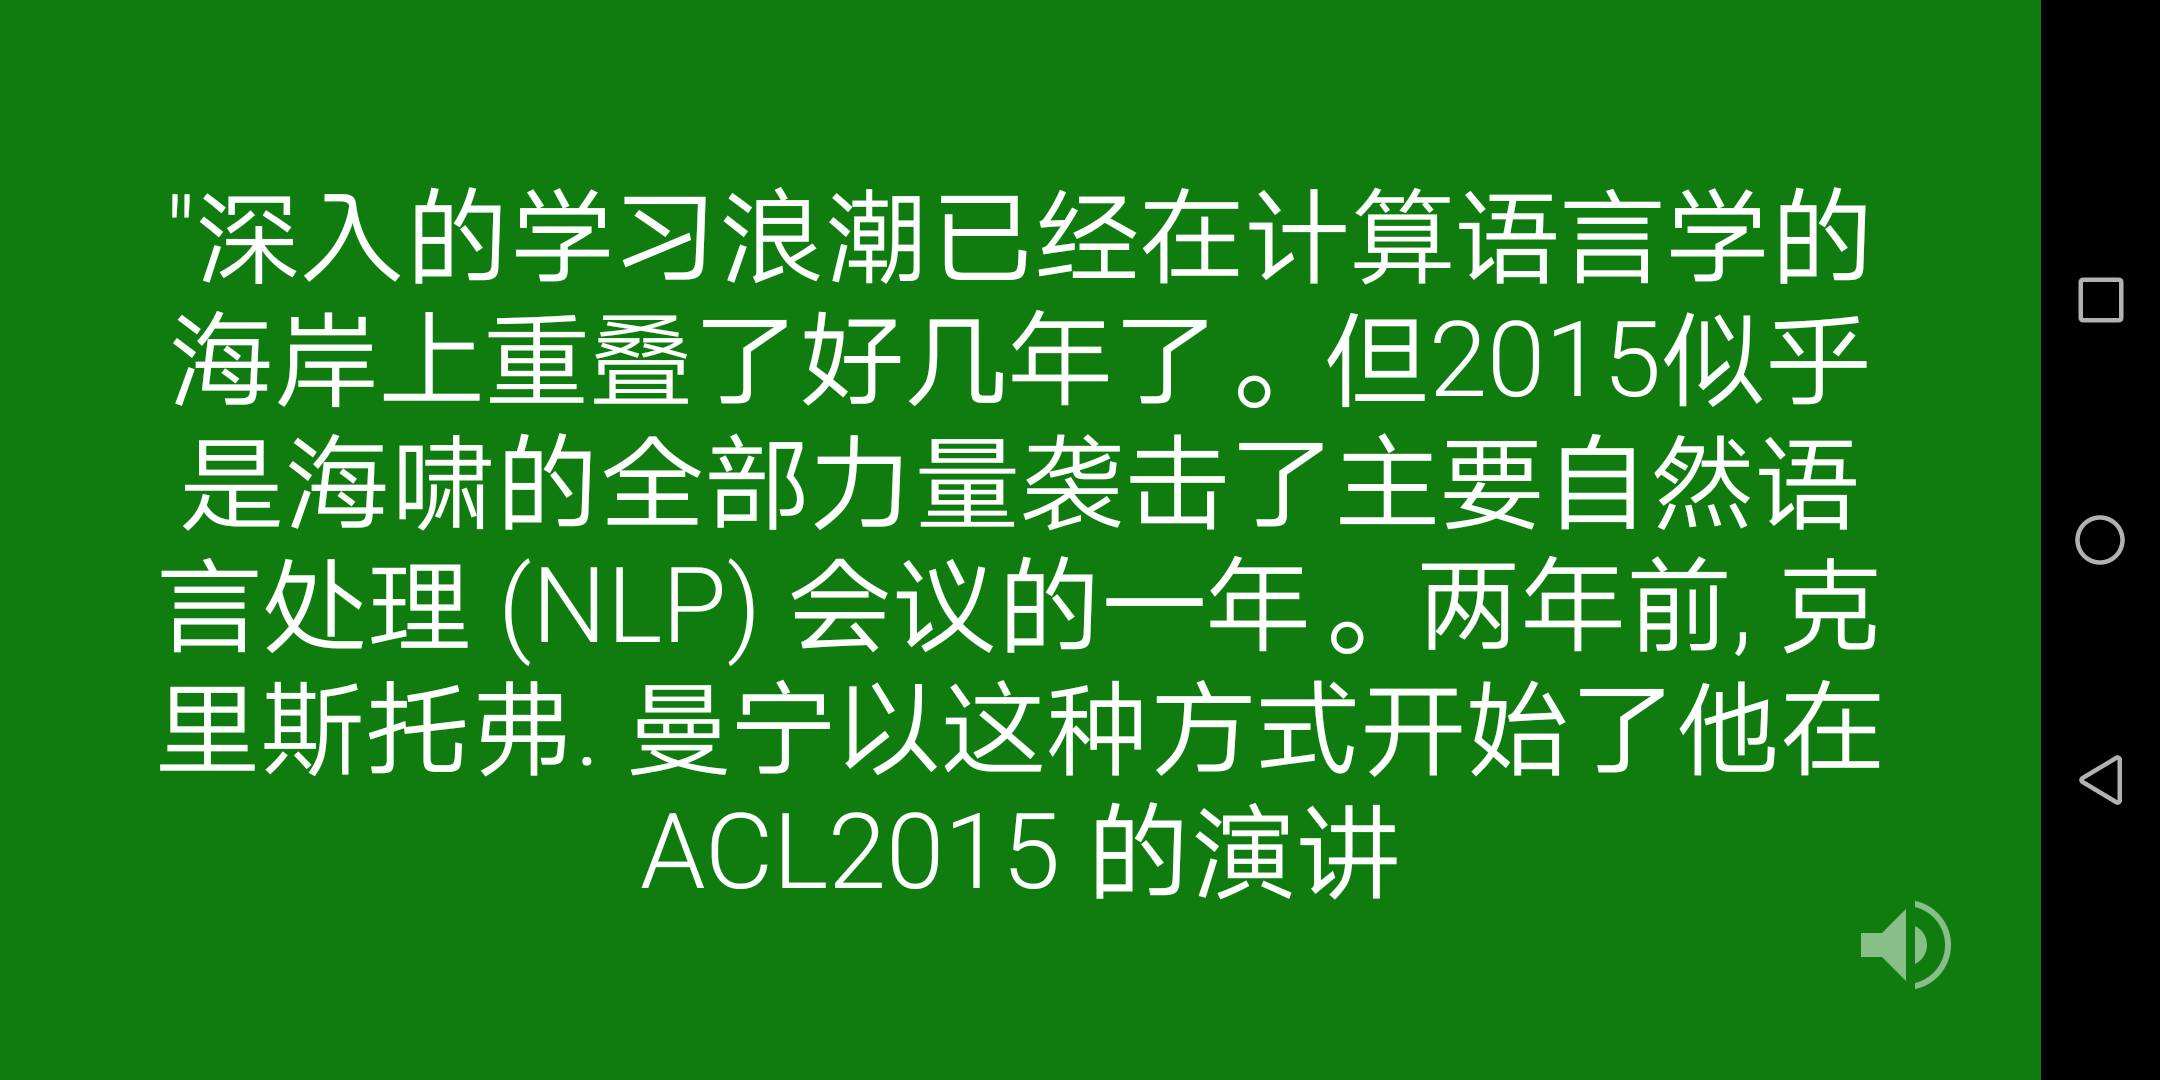 "深入的学习浪潮已经在计算语言学的
海岸上重叠了好几年了。但2015似乎
是海啸的全部力量袭击了主要自然语
言处理 (NLP) 会议的一年。两年前, 克
里斯托弗. 曼宁以这种方式开始了他在
ACL2015 的演讲